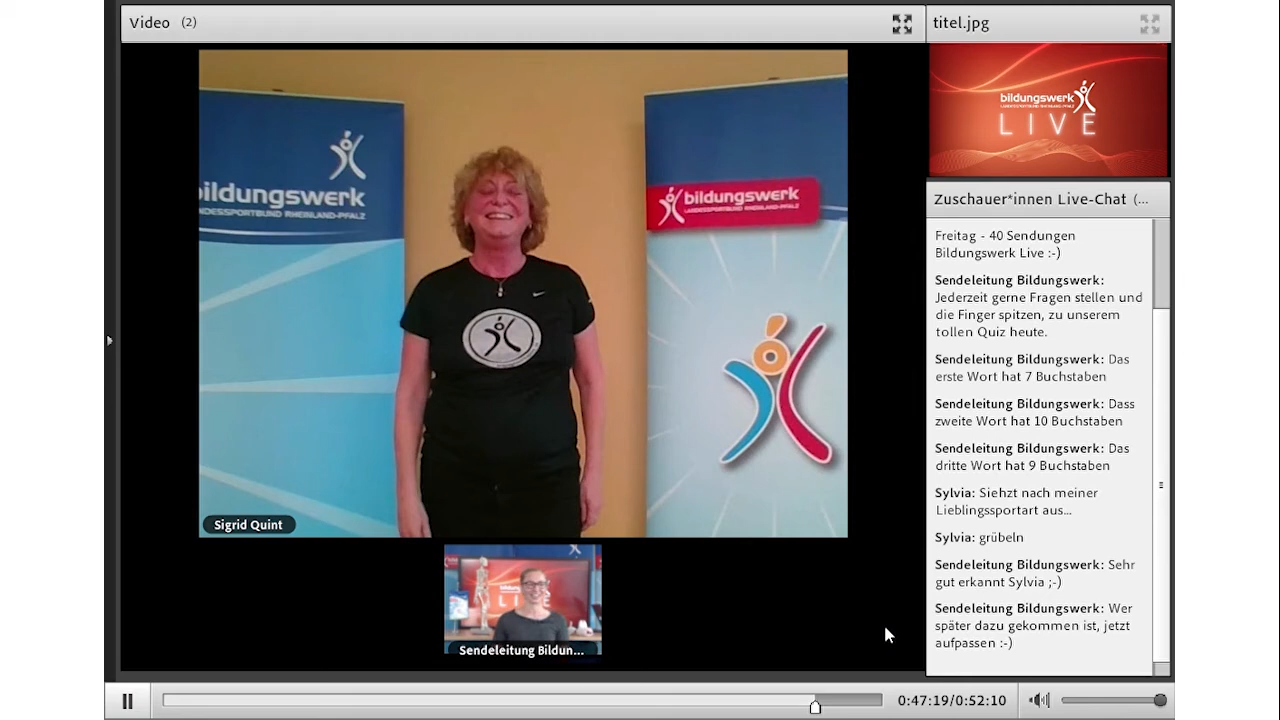 Video (2)
titel.jpg
bildungswerk
LANDESSPORTBUND RHEINLAND-PFALZ
bildungswerk
LANDESSPORTBUND RHEINLAND-PFALZ
Sigrid Quint
LIVE
Sendeleitung Bildun...
bildungswerk
LANDESSPORTBUND RHEINLAND-PFALZ
LIVE
Zuschauer*innen Live-Chat (...
Freitag - 40 Sendungen
Bildungswerk Live :-)
Sendeleitung Bildungswerk:
Jederzeit gerne Fragen stellen und
die Finger spitzen, zu unserem
tollen Quiz heute.
Sendeleitung Bildungswerk: Das
erste Wort hat 7 Buchstaben
Sendeleitung Bildungswerk: Dass
zweite Wort hat 10 Buchstaben
Sendeleitung Bildungswerk: Das
dritte Wort hat 9 Buchstaben
Sylvia: Siehzt nach meiner
Lieblingssportart aus...
Sylvia: grübeln
Sendeleitung Bildungswerk: Sehr
gut erkannt Sylvia ;-)
Sendeleitung Bildungswerk: Wer
später dazu gekommen ist, jetzt
aufpassen :-)
0:47:19/0:52:10